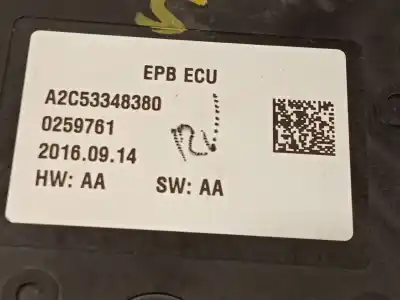 EPB ECU
A2C53348380
0259761
2016.09.14
HW: AA SW: AA